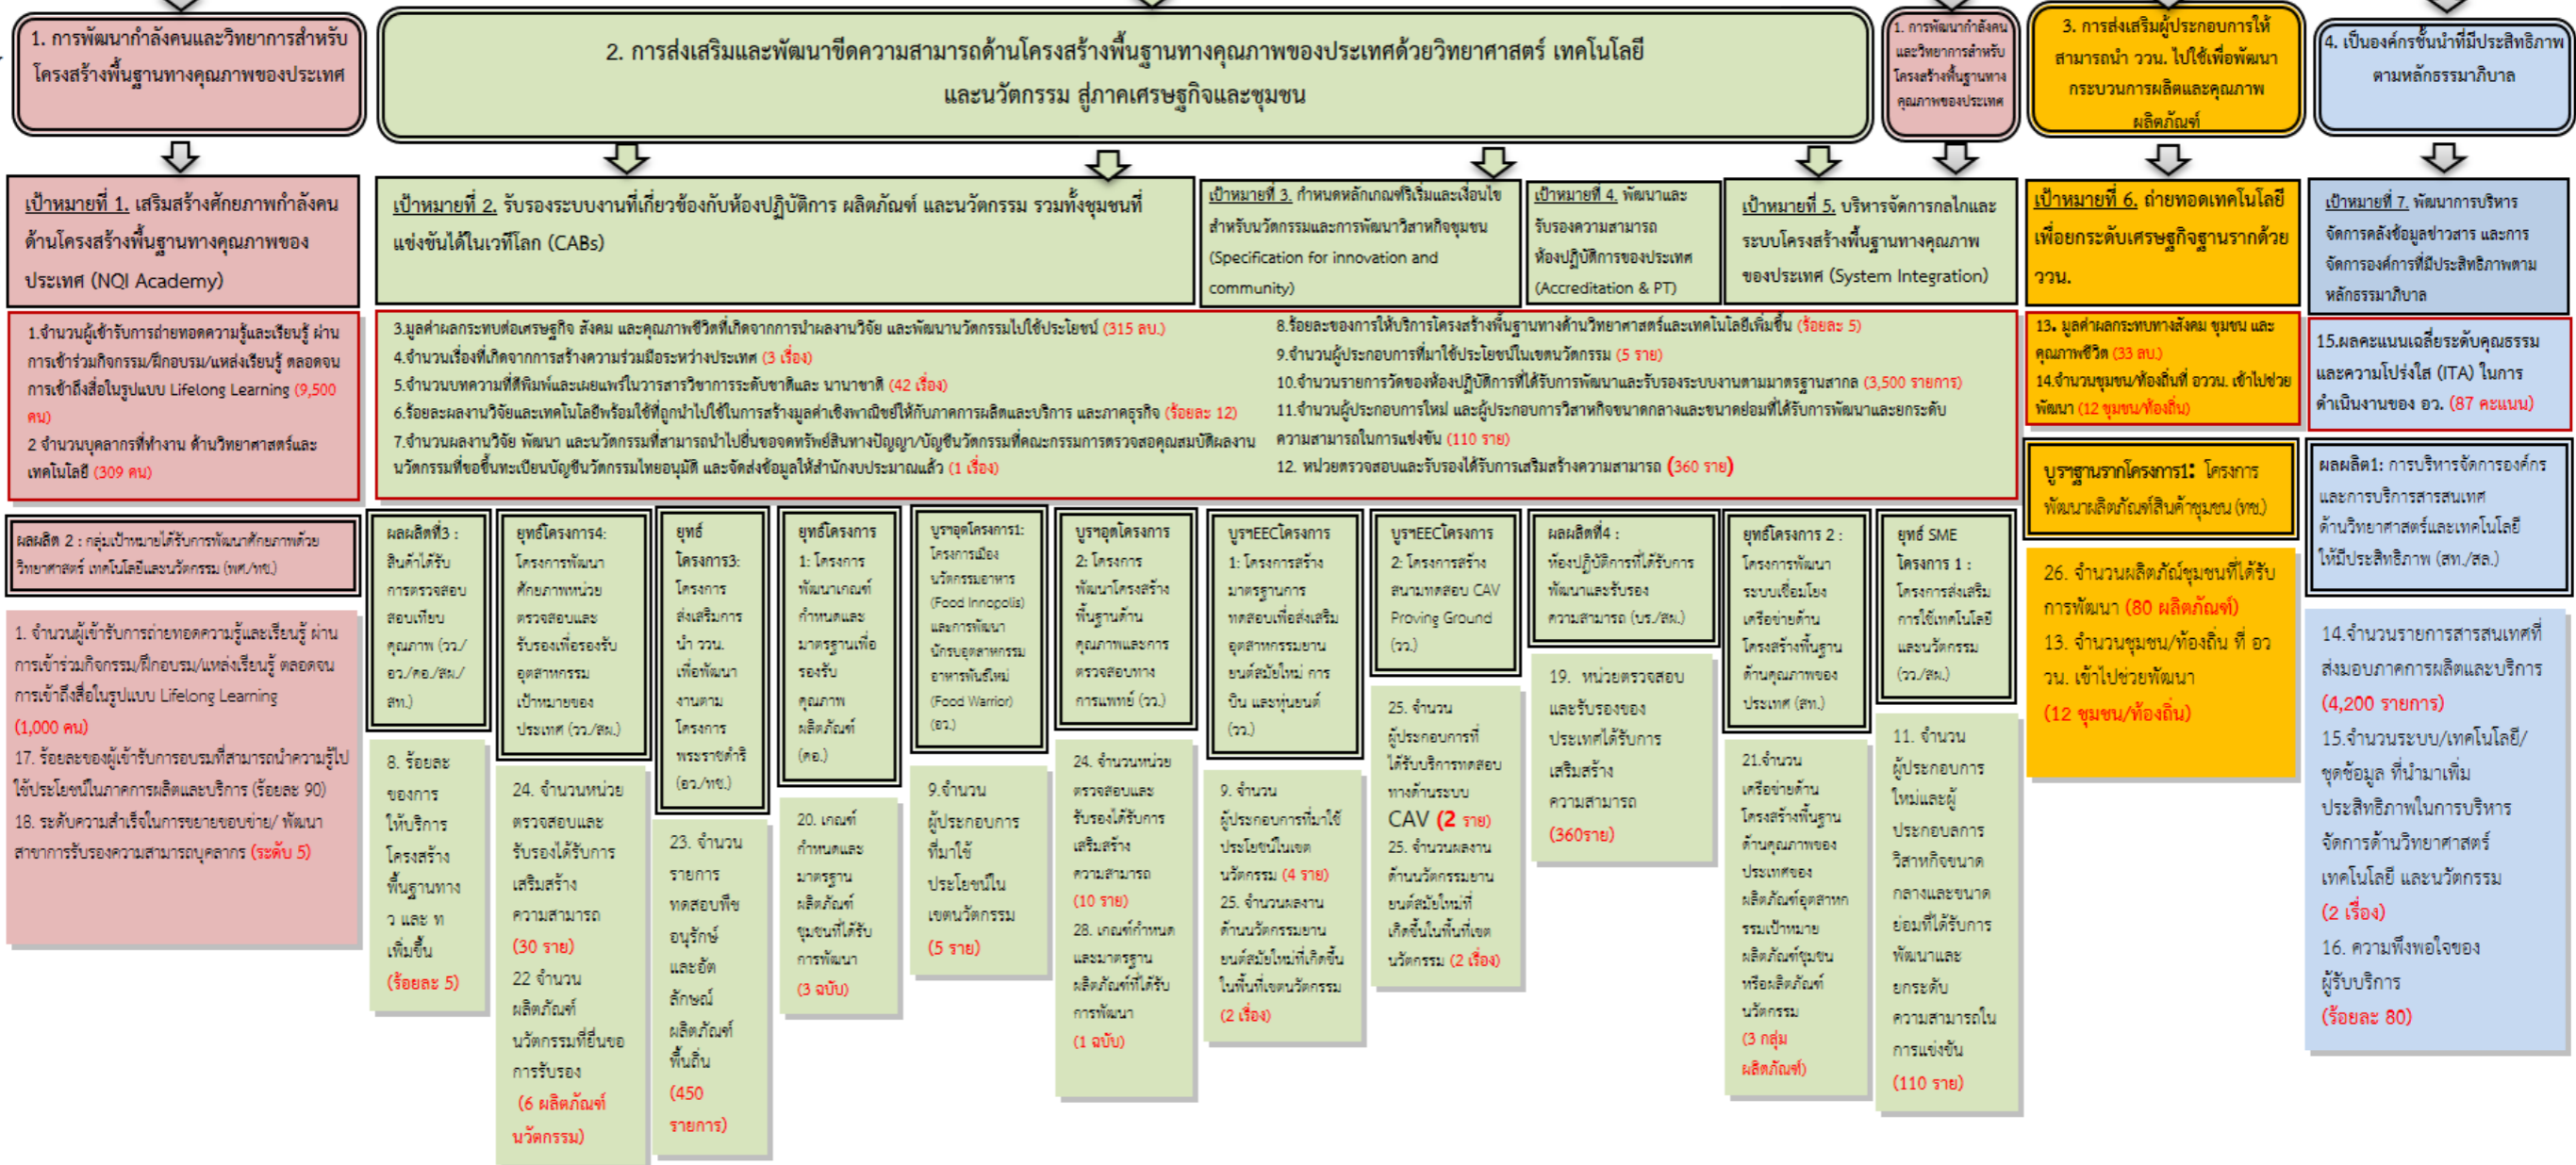 1. การพัฒนากำลังคนและวิทยาการสำหรับ
โครงสร้างพื้นฐานทางคุณภาพของประเทศ
2. การส่งเสริมและพัฒนาขีดความสามารถด้านโครงสร้างพื้นฐานทางคุณภาพของประเทศด้วยวิทยาศาสตร์ เทคโนโลยี
และนวัตกรรม สู่ภาคเศรษฐกิจและชุมชน
1. การพัฒนากำลังคน
และวิทยาการสำหรับ
โครงสร้างพื้นฐานทาง
คุณภาพของประเทศ
3. การส่งเสริมผู้ประกอบการให้
สามารถนำ ววน. ไปใช้เพื่อพัฒนา
กระบวนการผลิตและคุณภาพ
ผลิตภัณฑ์
4. เป็นองค์กรชั้นนำที่มีประสิทธิภาพ
ตามหลักธรรมาภิบาล
เป้าหมายที่ 1. เสริมสร้างศักยภาพกำลังคน
ด้านโครงสร้างพื้นฐานทางคุณภาพของ
ประเทศ (NQI Academy)
เป้าหมายที่ 2. รับรองระบบงานที่เกี่ยวข้องกับห้องปฏิบัติการ ผลิตภัณฑ์ และนวัตกรรม รวมทั้งชุมชนที่
แข่งขันได้ในเวทีโลก (CABs)
เป้าหมายที่ 3. กำหนดหลักเกณฑ์ริเริ่มและเงื่อนไข
สำหรับนวัตกรรมและการพัฒนาวิสาหกิจชุมชน
(Specification for innovation and
community)
เป้าหมายที่ 4. พัฒนาและ
รับรองความสามารถ
ห้องปฏิบัติการของประเทศ
(Accreditation & PT)
เป้าหมายที่ 5. บริหารจัดการกลไกและ
ระบบโครงสร้างพื้นฐานทางคุณภาพ
ของประเทศ (System Integration)
เป้าหมายที่ 6. ถ่ายทอดเทคโนโลยี
เพื่อยกระดับเศรษฐกิจฐานรากด้วย
ววน.
เป้าหมายที่ 7. พัฒนาการบริหาร
จัดการคลังข้อมูลข่าวสาร และการ
จัดการองค์การที่มีประสิทธิภาพตาม
หลักธรรมาภิบาล
1.จำนวนผู้เข้ารับการถ่ายทอดความรู้และเรียนรู้ ผ่าน
การเข้าร่วมกิจกรรม/ฝึกอบรม/แหล่งเรียนรู้ ตลอดจน
การเข้าถึงสื่อในรูปแบบ Lifelong Learning (9,500
คน)
2 จำนวนบุคลากรที่ทำงาน ด้านวิทยาศาสตร์และ
เทคโนโลยี (309 คน)
3.มูลค่าผลกระทบต่อเศรษฐกิจ สังคม และคุณภาพชีวิตที่เกิดจากการนำผลงานวิจัย และพัฒนานวัตกรรมไปใช้ประโยชน์ (315 ลบ.)
4.จำนวนเรื่องที่เกิดจากการสร้างความร่วมมือระหว่างประเทศ (3 เรื่อง)
5.จำนวนบทความที่ตีพิมพ์และเผยแพร่ในวารสารวิชาการระดับชาติและ นานาชาติ (42 เรื่อง)
6.ร้อยละผลงานวิจัยและเทคโนโลยีพร้อมใช้ที่ถูกนำไปใช้ในการสร้างมูลค่าเชิงพาณิชย์ให้กับภาคการผลิตและบริการ และภาคธุรกิจ (ร้อยละ 12)
7.จำนวนผลงานวิจัย พัฒนา และนวัตกรรมที่สามารถนำไปยื่นขอจดทรัพย์สินทางปัญญา/บัญชีนวัตกรรมที่คณะกรรมการตรวจสอคุณสมบัติผลงาน
นวัตกรรมที่ขอขึ้นทะเบียนบัญชีนวัตกรรมไทยอนุมัติ และจัดส่งข้อมูลให้สำนักงบประมาณแล้ว (1 เรื่อง)
8.ร้อยละของการให้บริการโครงสร้างพื้นฐานทางด้านวิทยาศาสตร์และเทคโนโลยีเพิ่มขึ้น (ร้อยละ 5)
9.จำนวนผู้ประกอบการที่มาใช้ประโยชน์ในเขตนวัตกรรม (5 ราย)
10.จำนวนรายการวัดของห้องปฏิบัติการที่ได้รับการพัฒนาและรับรองระบบงานตามมาตรฐานสากล (3,500 รายการ)
11.จำนวนผู้ประกอบการใหม่ และผู้ประกอบการวิสาหกิจขนาดกลางและขนาดย่อมที่ได้รับการพัฒนาและยกระดับ
ความสามารถในการแข่งขัน (110 ราย)
12. หน่วยตรวจสอบและรับรองได้รับการเสริมสร้างความสามารถ (360 ราย)
13. มูลค่าผลกระทบทางสังคม ชุมชน และ
คุณภาพชีวิต (33 ลบ.)
14.จำนวนชุมชน/ท้องถิ่นที่ อววน. เข้าไปช่วย
พัฒนา (12 ชุมชน/ท้องถิ่น)
15.ผลคะแนนเฉลี่ยระดับคุณธรรม
และความโปร่งใส (ITA) ในการ
ดำเนินงานของ อว. (87 คะแนน)
ผลผลิต 2 : กลุ่มเป้าหมายได้รับการพัฒนาศักยภาพด้วย
วิทยาศาสตร์ เทคโนโลยีและนวัตกรรม (พศ./ทช.)
ผลผลิตที่3 :
สินค้าได้รับ
การตรวจสอบ
สอบเทียบ
คุณภาพ (วว./
อว./คอ./สผ./
สท.)
ยุทธ์โครงการ4:
โครงการพัฒนา
ศักยภาพหน่วย
ตรวจสอบและ
รับรองเพื่อรองรับ
อุตสาหกรรม
เป้าหมายของ
ประเทศ (วว./สผ.)
ยุทธ์
โครงการ3:
โครงการ
ส่งเสริมการ
นำ ววน.
เพื่อพัฒนา
งานตาม
โครงการ
พระราชดำริ
(อว./ทช.)
ยุทธ์โครงการ
1: โครงการ
พัฒนาเกณฑ์
กำหนดและ
มาตรฐานเพื่อ
รองรับ
คุณภาพ
ผลิตภัณฑ์
(คอ.)
บูรฯอุตโครงการ1:
โครงการเมือง
นวัตกรรมอาหาร
(Food Innopolis)
และการพัฒนา
นักรบอุตสาหกรรม
อาหารพันธุ์ใหม่
(Food Warrior)
(อว.)
บูรฯอุตโครงการ
2: โครงการ
พัฒนาโครงสร้าง
พื้นฐานด้าน
คุณภาพและการ
ตรวจสอบทาง
การแพทย์ (วว.)
บูรฯEECโครงการ
1: โครงการสร้าง
มาตรฐานการ
ทดสอบเพื่อส่งเสริม
อุตสาหกรรมยาน
ยนต์สมัยใหม่ การ
บิน และหุ่นยนต์
(วว.)
บูรฯEECโครงการ
2: โครงการสร้าง
สนามทดสอบ CAV
Proving Ground
(วว.)
ผลผลิตที่4 :
ห้องปฏิบัติการที่ได้รับการ
พัฒนาและรับรอง
ความสามารถ (บร./สผ.)
ยุทธ์โครงการ 2 :
โครงการพัฒนา
ระบบเชื่อมโยง
เครือข่ายด้าน
โครงสร้างพื้นฐาน
ด้านคุณภาพของ
ประเทศ (สท.)
ยุทธ์ SME
โครงการ 1 :
โครงการส่งเสริม
การใช้เทคโนโลยี
และนวัตกรรม
(วว./สผ.)
บูรฯฐานรากโครงการ1: โครงการ
พัฒนาผลิตภัณฑ์สินค้าชุมชน (ทช.)
ผลผลิต1: การบริหารจัดการองค์กร
และการบริการสารสนเทศ
ด้านวิทยาศาสตร์และเทคโนโลยี
ให้มีประสิทธิภาพ (สท./สล.)
1. จำนวนผู้เข้ารับการถ่ายทอดความรู้และเรียนรู้ ผ่าน
การเข้าร่วมกิจกรรม/ฝึกอบรม/แหล่งเรียนรู้ ตลอดจน
การเข้าถึงสื่อในรูปแบบ Lifelong Learning
(1,000 คน)
17. ร้อยละของผู้เข้ารับการอบรมที่สามารถนำความรู้ไป
ใช้ประโยชน์ในภาคการผลิตและบริการ (ร้อยละ 90)
18. ระดับความสำเร็จในการขยายขอบข่าย/ พัฒนา
สาขาการรับรองความสามารถบุคลากร (ระดับ 5)
8. ร้อยละ
ของการ
ให้บริการ
โครงสร้าง
พื้นฐานทาง
ว และ ท
เพิ่มขึ้น
(ร้อยละ 5)
24. จำนวนหน่วย
ตรวจสอบและ
รับรองได้รับการ
เสริมสร้าง
ความสามารถ
(30 ราย)
22 จำนวน
ผลิตภัณฑ์
นวัตกรรมที่ยื่นขอ
การรับรอง
(6 ผลิตภัณฑ์
นวัตกรรม)
23. จำนวน
รายการ
ทดสอบพืช
อนุรักษ์
และอัต
ลักษณ์
ผลิตภัณฑ์
พื้นถิ่น
(450
รายการ)
20. เกณฑ์
กำหนดและ
มาตรฐาน
ผลิตภัณฑ์
ชุมชนที่ได้รับ
การพัฒนา
(3 ฉบับ)
9.จำนวน
ผู้ประกอบการ
ที่มาใช้
ประโยชน์ใน
เขตนวัตกรรม
(5 ราย)
24. จำนวนหน่วย
ตรวจสอบและ
รับรองได้รับการ
เสริมสร้าง
ความสามารถ
(10 ราย)
28. เกณฑ์กำหนด
และมาตรฐาน
ผลิตภัณฑ์ที่ได้รับ
การพัฒนา
(1 ฉบับ)
9. จำนวน
ผู้ประกอบการที่มาใช้
ประโยชน์ในเขต
นวัตกรรม (4 ราย)
25. จำนวนผลงาน
ด้านนวัตกรรมยาน
ยนต์สมัยใหม่ที่เกิดขึ้น
ในพื้นที่เขตนวัตกรรม
(2 เรื่อง)
25. จำนวน
ผู้ประกอบการที่
ได้รับบริการทดสอบ
ทางด้านระบบ
CAV (2 ราย)
25. จำนวนผลงาน
ด้านนวัตกรรมยาน
ยนต์สมัยใหม่ที่
เกิดขึ้นในพื้นที่เขต
นวัตกรรม (2 เรื่อง)
19. หน่วยตรวจสอบ
และรับรองของ
ประเทศได้รับการ
เสริมสร้าง
ความสามารถ
(360ราย)
21.จำนวน
เครือข่ายด้าน
โครงสร้างพื้นฐาน
ด้านคุณภาพของ
ประเทศของ
ผลิตภัณฑ์อุตสาหก
รรมเป้าหมาย
ผลิตภัณฑ์ชุมชน
หรือผลิตภัณฑ์
นวัตกรรม
(3 กลุ่ม
ผลิตภัณฑ์)
11. จำนวน
ผู้ประกอบการ
ใหม่และผู้
ประกอบลการ
วิสาหกิจขนาด
กลางและขนาด
ย่อมที่ได้รับการ
พัฒนาและ
ยกระดับ
ความสามารถใน
การแข่งขัน
(110 ราย)
26. จำนวนผลิตภัณ์ชุมชนที่ได้รับ
การพัฒนา (80 ผลิตภัณฑ์)
13. จำนวนชุมชน/ท้องถิ่น ที่ อว
วน. เข้าไปช่วยพัฒนา
(12 ชุมชน/ท้องถิ่น)
14.จำนวนรายการสารสนเทศที่
ส่งมอบภาคการผลิตและบริการ
(4,200 รายการ)
15.จำนวนระบบ/เทคโนโลยี/
ชุดข้อมูล ที่นำมาเพิ่ม
ประสิทธิภาพในการบริหาร
จัดการด้านวิทยาศาสตร์
เทคโนโลยี และนวัตกรรม
(2 เรื่อง)
16. ความพึงพอใจของ
ผู้รับบริการ
(ร้อยละ 80)